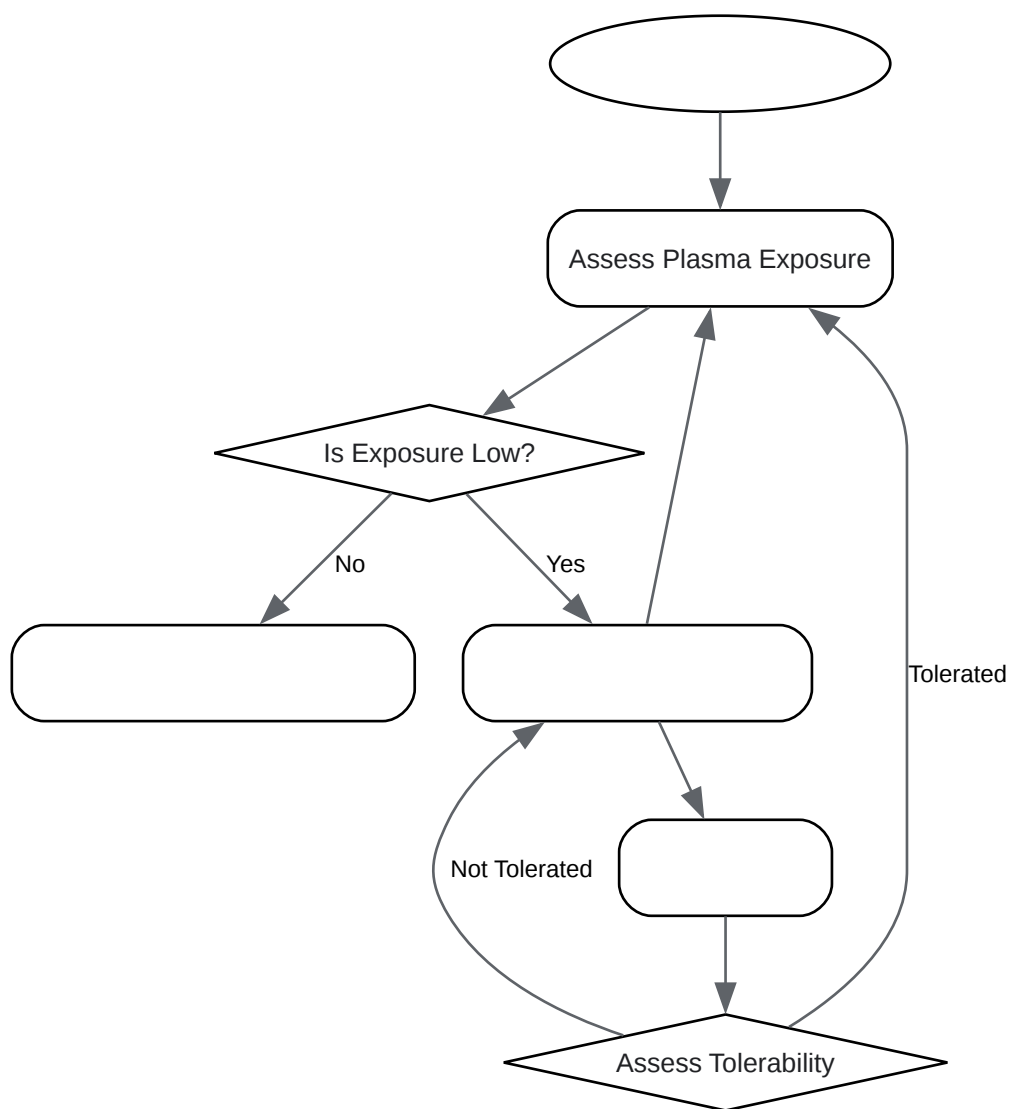 Assess Plasma Exposure
Is Exposure Low?
No
Yes
Tolerated
Not Tolerated
Assess Tolerability